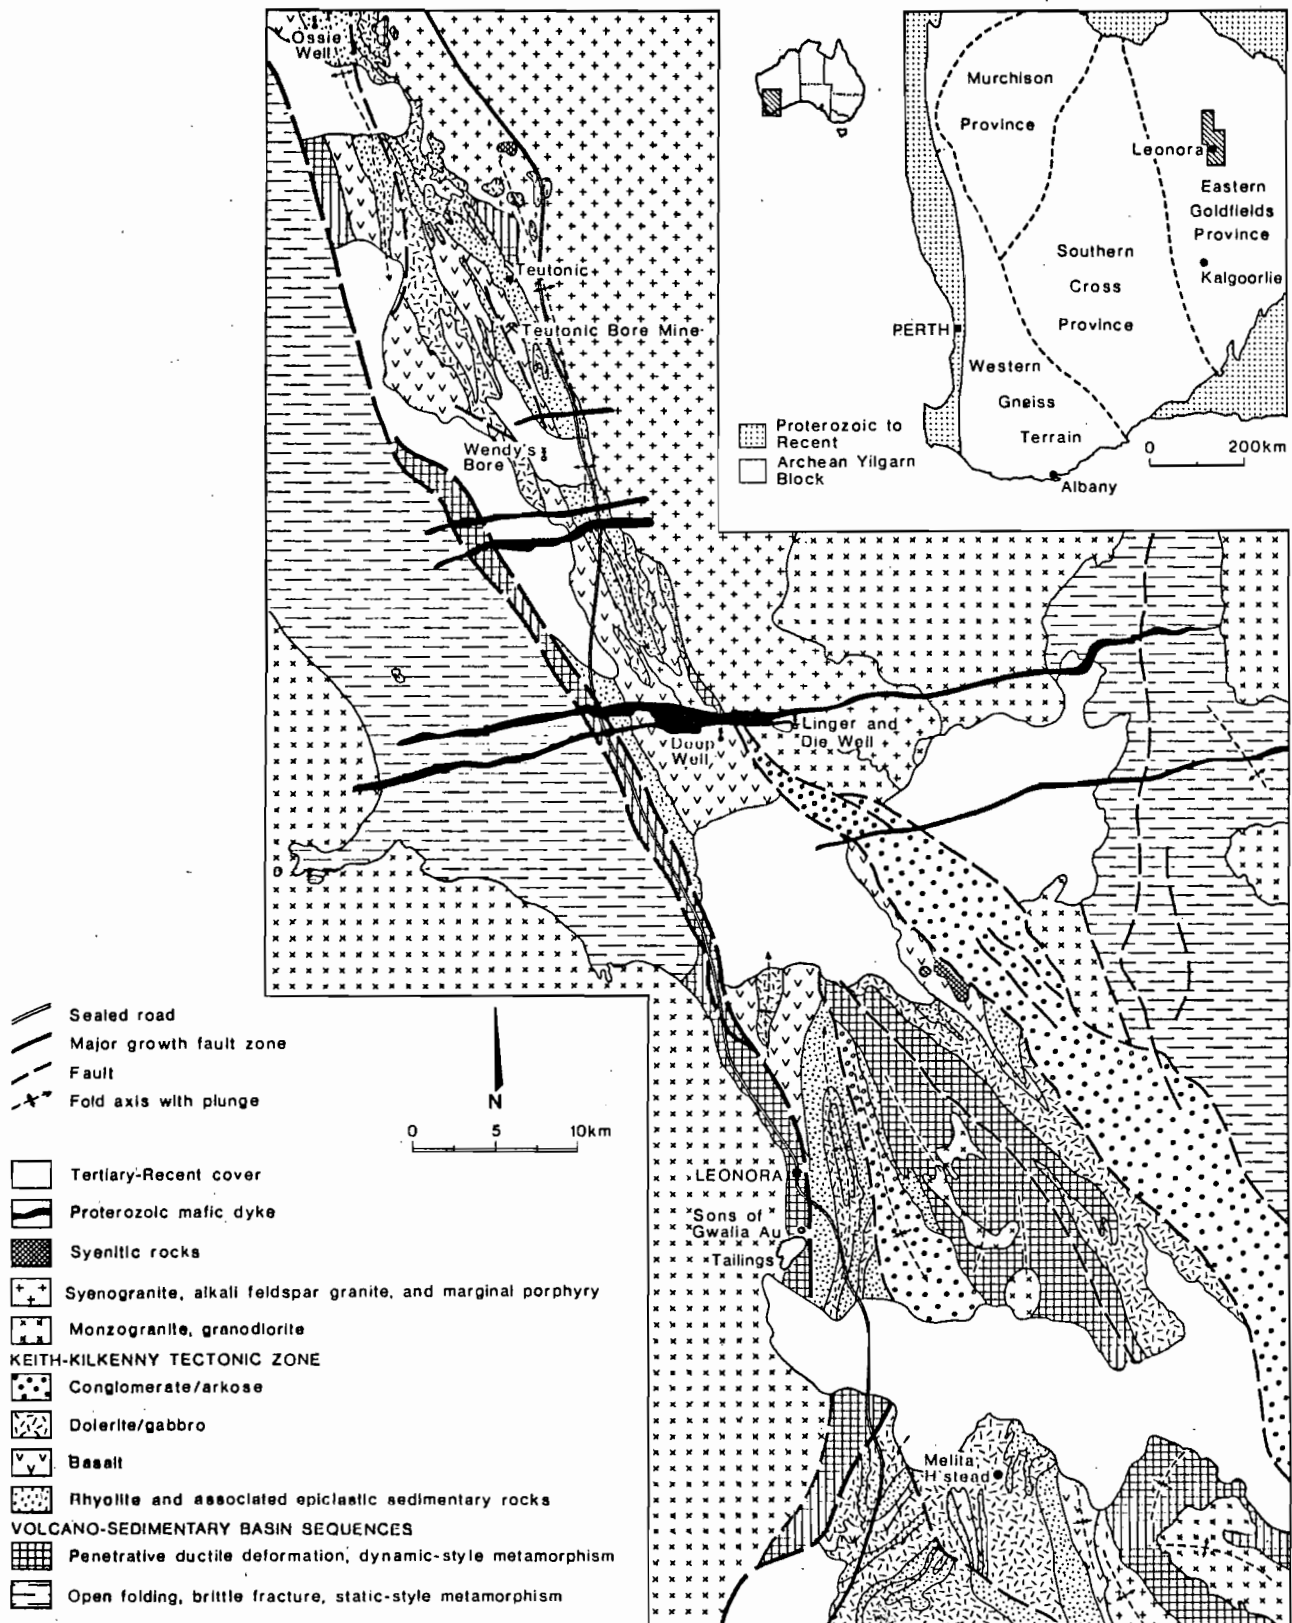 Ossie
Well
Teutonic
Teutonic Bore Mine
Wendy's
Bore
Linger and
Die Well
Doup
Well
LEONORA
Sons of
Gwalia Au
Tailings
Melita
H'stead
Murchison
Province
Leonora
Eastern
Goldfields
Province
Kalgoorlie
Southern
Cross
Province
PERTH
Western
Gneiss
Terrain
Albany
0 200km
Proterozoic to
Recent
Archean Yilgarn
Block
Sealed road
Major growth fault zone
Fault
Fold axis with plunge
N
0 5 10km
Tertiary-Recent cover
Proterozoic mafic dyke
Syenitic rocks
Syenogranite, alkali feldspar granite, and marginal porphyry
Monzogranite, granodiorite
KEITH-KILKENNY TECTONIC ZONE
Conglomerate/arkose
Dolerite/gabbro
Basalt
Rhyolite and associated epiclastic sedimentary rocks
VOLCANO-SEDIMENTARY BASIN SEQUENCES
Penetrative ductile deformation, dynamic-style metamorphism
Open folding, brittle fracture, static-style metamorphism